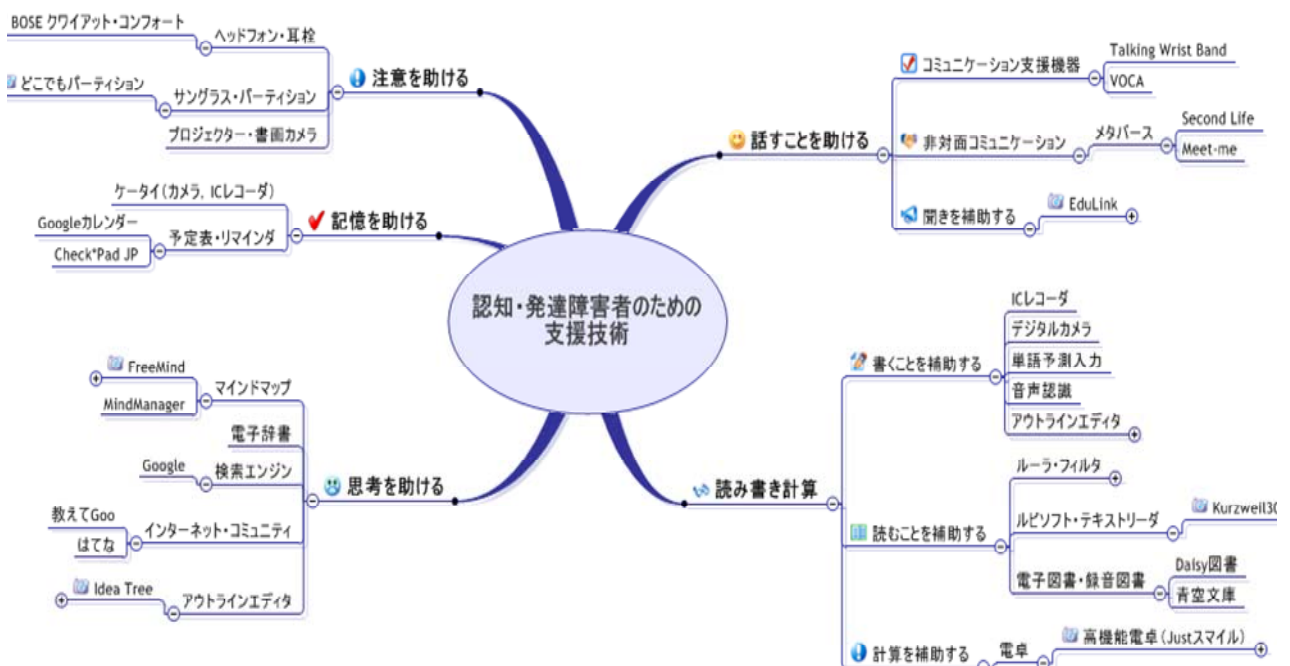 認知・発達障害者のための
支援技術
注意を助ける
ヘッドフォン・耳栓
BOSE クワイアット・コンフォート
サングラス・パーティション
どこでもパーティション
プロジェクター・書画カメラ
記憶を助ける
ケータイ(カメラ, ICレコーダ)
予定表・リマインダ
Googleカレンダー
Check*Pad JP
思考を助ける
マインドマップ
FreeMind
MindManager
電子辞書
検索エンジン
Google
インターネット・コミュニティ
教えてGoo
はてな
アウトラインエディタ
Idea Tree
話すことを助ける
コミュニケーション支援機器
Talking Wrist Band
VOCA
非対面コミュニケーション
メタバース
Second Life
Meet-me
聞きを補助する
EduLink
読み書き計算
書くことを補助する
ICレコーダ
デジタルカメラ
単語予測入力
音声認識
アウトラインエディタ
読むことを補助する
ルーラ・フィルタ
ルビソフト・テキストリーダ
Kurzweil30
電子図書・録音図書
Daisy図書
青空文庫
計算を補助する
電卓
高機能電卓(Justスマイル)